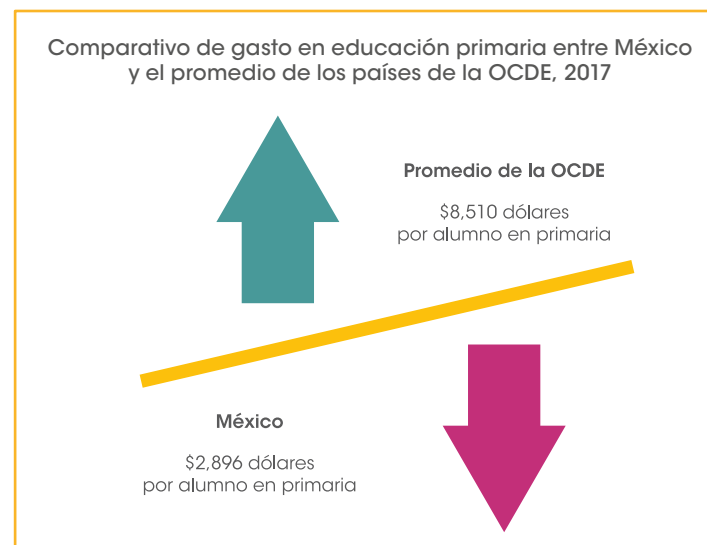 Comparativo de gasto en educación primaria entre México
y el promedio de los países de la OCDE, 2017
Promedio de la OCDE
$8,510 dólares
por alumno en primaria
México
$2,896 dólares
por alumno en primaria